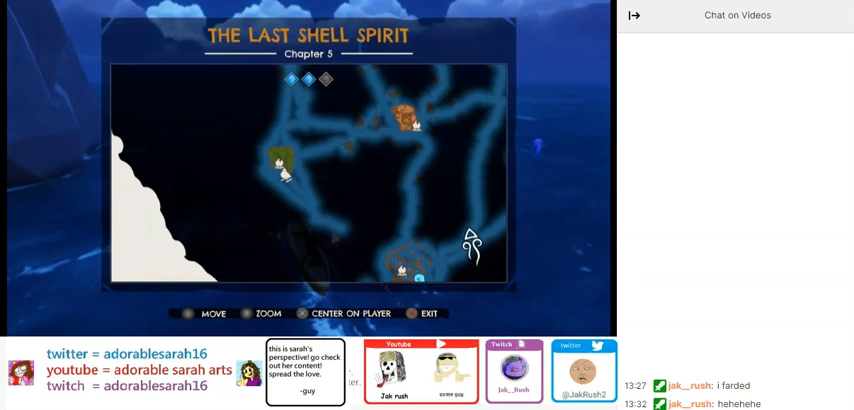 THE LAST SHELL SPIRIT
Chapter 5
MOVE
ZOOM
CENTER ON PLAYER
EXIT
Chat on Videos
13:27 jak__rush: i farded
13:32 jak__rush: hehehehe
twitter = adorablesarah16
youtube = adorable sarah arts
twitch = adorablesarah16
this is sarah's
perspective! go check
out her content!
spread the love.
-guy
ter.
Youtube
Jak rush
some guy
Twitch
Jak__Rush
twitter
@JakRush2